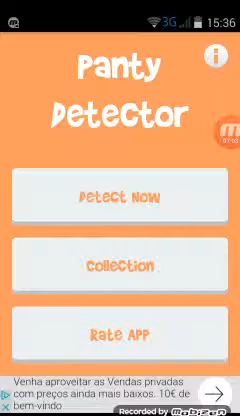 3G 15:36
Panty
Detector
Detect Now
Collection
Rate App
Venha aproveitar as Vendas privadas
com preços ainda mais baixos. 10€ de
bem-vindo
Recorded by Mobizen